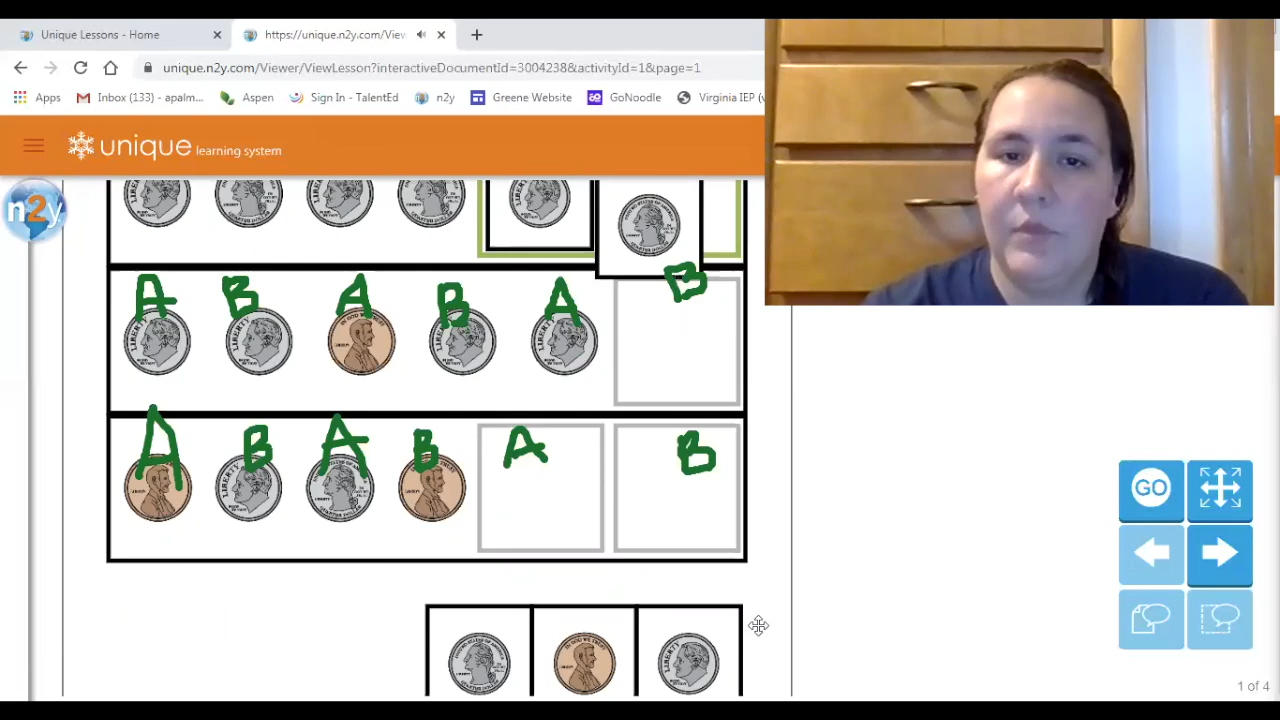 Unique Lessons - Home
https://unique.n2y.com/View
unique.n2y.com/Viewer/ViewLesson?interactiveDocumentId=3004238&activityId=1&page=1
Apps Inbox (133) - apalm... Aspen Sign In - TalentEd n2y Greene Website GoNoodle Virginia IEP (v
unique learning system
n2y
A B A B A B
A B A B A B
GO
1 of 4